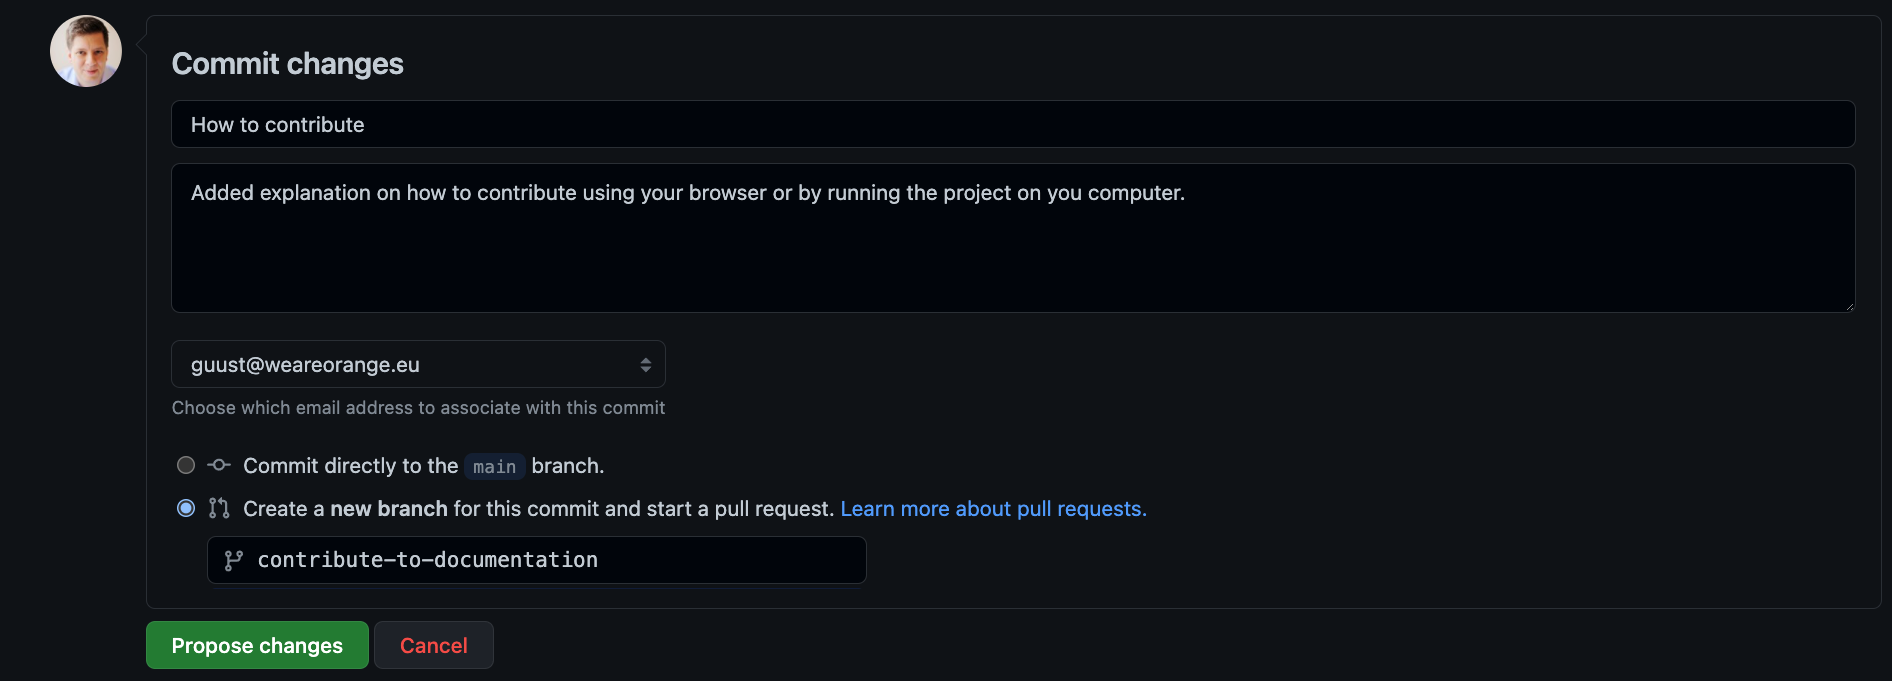 Commit changes
How to contribute
Added explanation on how to contribute using your browser or by running the project on you computer.
guust@weareorange.eu
Choose which email address to associate with this commit
Commit directly to the main branch.
Create a new branch for this commit and start a pull request. Learn more about pull requests.
contribute-to-documentation
Propose changes Cancel